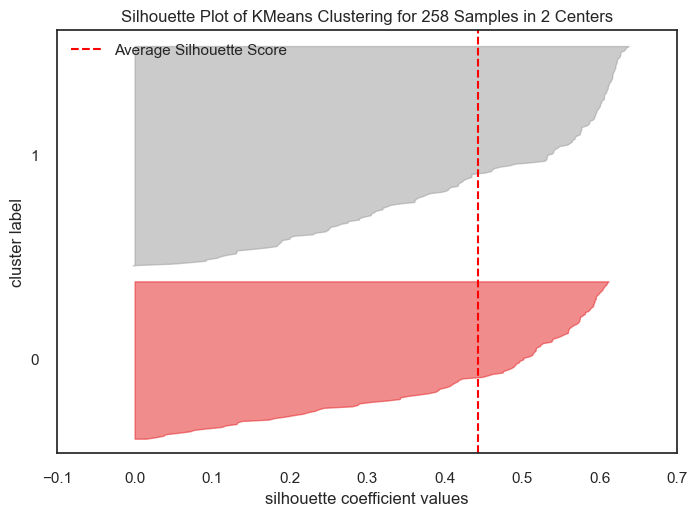 Silhouette Plot of KMeans Clustering for 258 Samples in 2 Centers
Average Silhouette Score
1
0
cluster label
−0.1 0.0 0.1 0.2 0.3 0.4 0.5 0.6 0.7
silhouette coefficient values